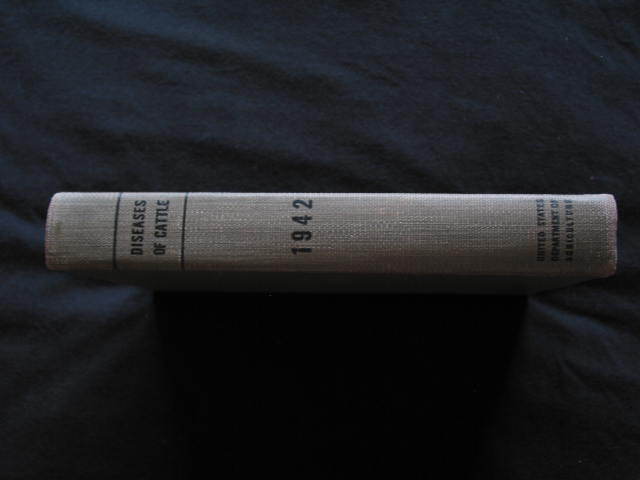 DISEASES
OF CATTLE
1942
UNITED STATES
DEPARTMENT OF
AGRICULTURE